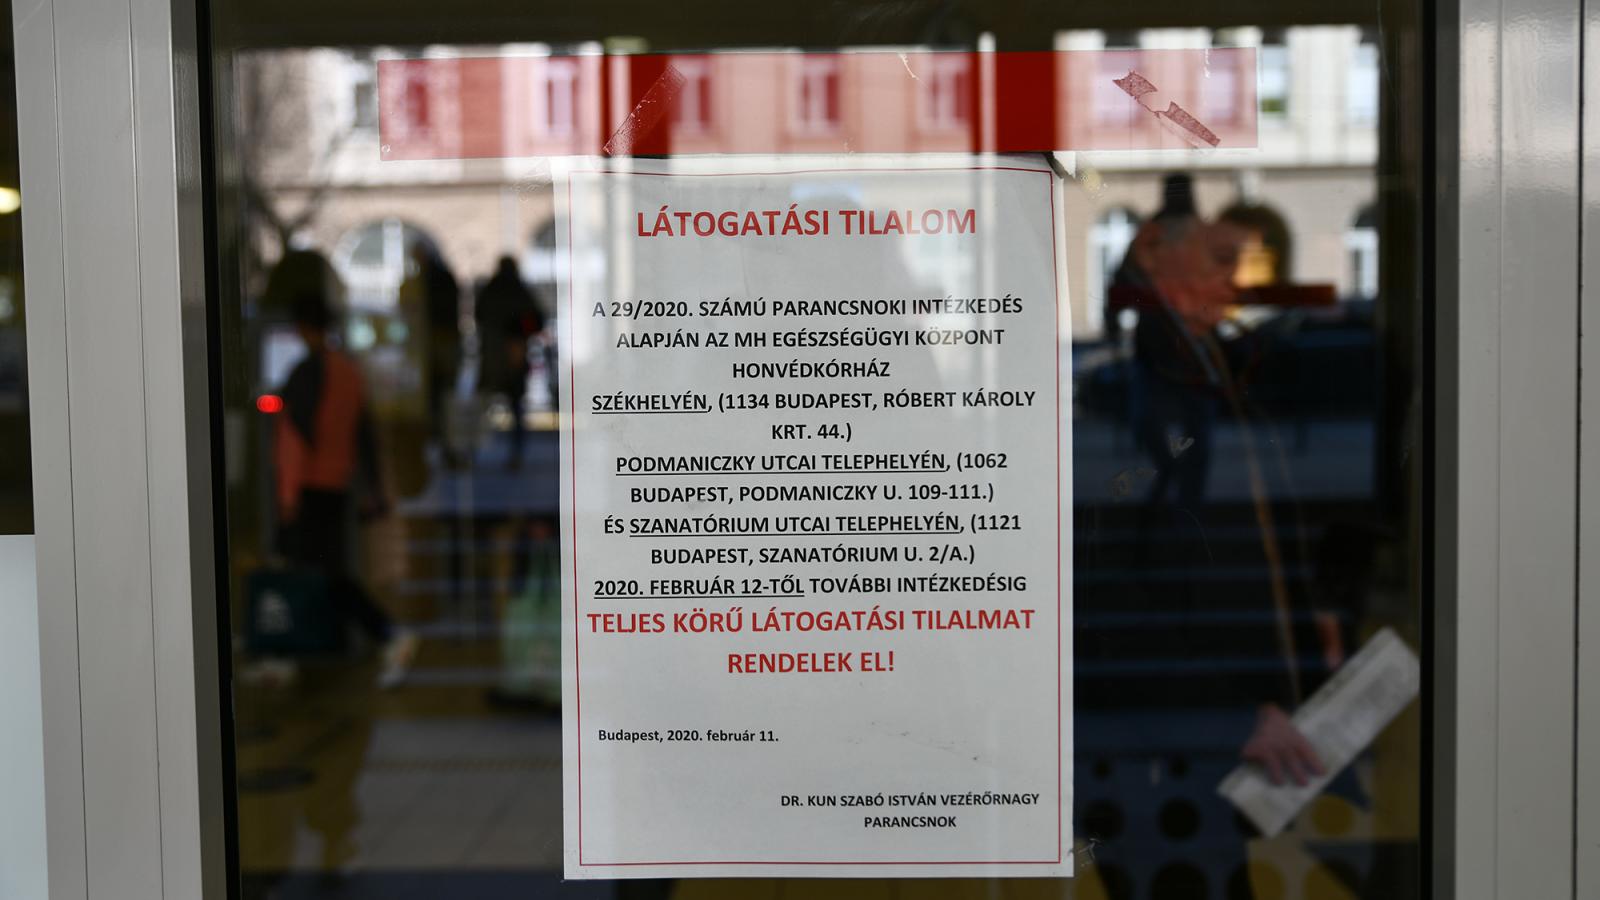 LÁTOGATÁSI TILALOM
A 29/2020. SZÁMÚ PARANCSNOKI INTÉZKEDÉS
ALAPJÁN AZ MH EGÉSZSÉGÜGYI KÖZPONT
HONVÉDKÓRHÁZ
SZÉKHELYÉN, (1134 BUDAPEST, RÓBERT KÁROLY
KRT. 44.)
PODMANICZKY UTCAI TELEPHELYÉN, (1062
BUDAPEST, PODMANICZKY U. 109-111.)
ÉS SZANATÓRIUM UTCAI TELEPHELYÉN, (1121
BUDAPEST, SZANATÓRIUM U. 2/A.)
2020. FEBRUÁR 12-TŐL TOVÁBBI INTÉZKEDÉSIG
TELJES KÖRŰ LÁTOGATÁSI TILALMAT
RENDELEK EL!
Budapest, 2020. február 11.
DR. KUN SZABÓ ISTVÁN VEZÉRŐRNAGY
PARANCSNOK